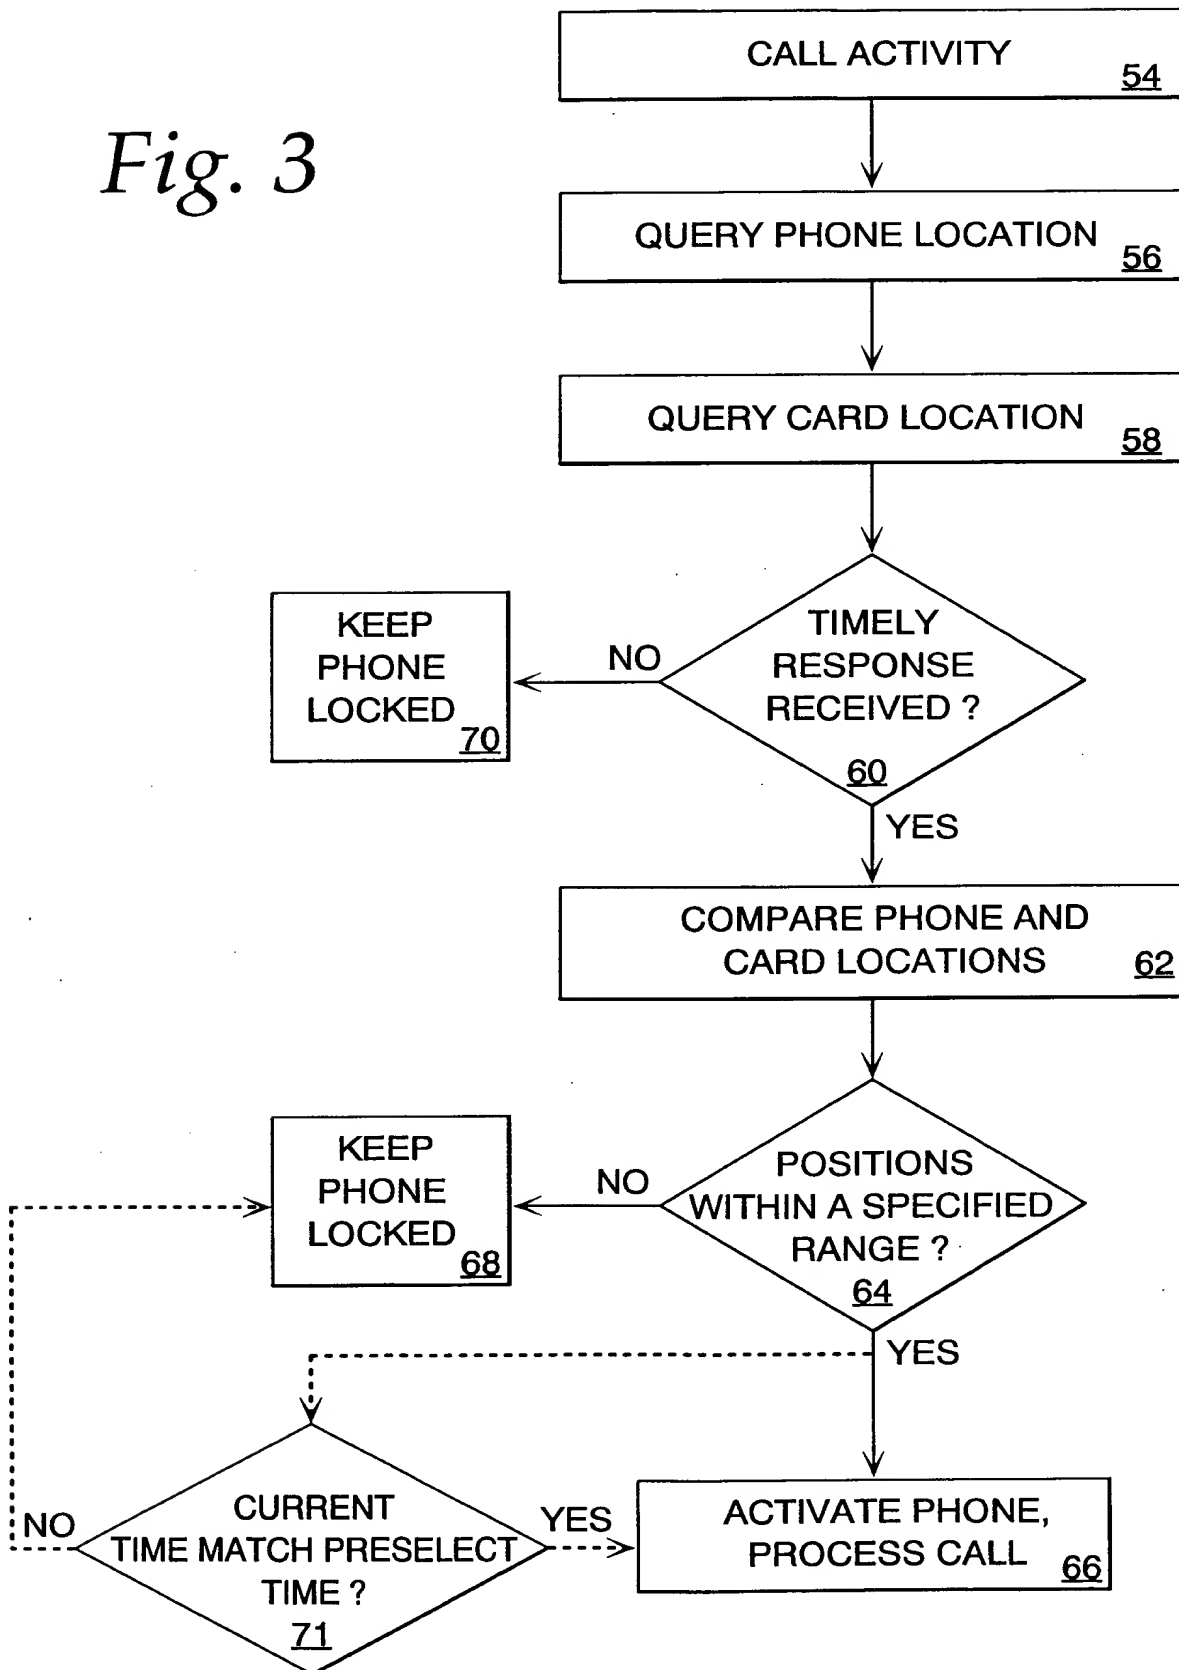 Fig. 3
CALL ACTIVITY
54
QUERY PHONE LOCATION
56
QUERY CARD LOCATION
58
TIMELY
RESPONSE
RECEIVED ?
60
NO
KEEP
PHONE
LOCKED
70
YES
COMPARE PHONE AND
CARD LOCATIONS
62
POSITIONS
WITHIN A SPECIFIED
RANGE ?
64
NO
KEEP
PHONE
LOCKED
68
YES
CURRENT
TIME MATCH PRESELECT
TIME ?
71
NO
YES
ACTIVATE PHONE,
PROCESS CALL
66